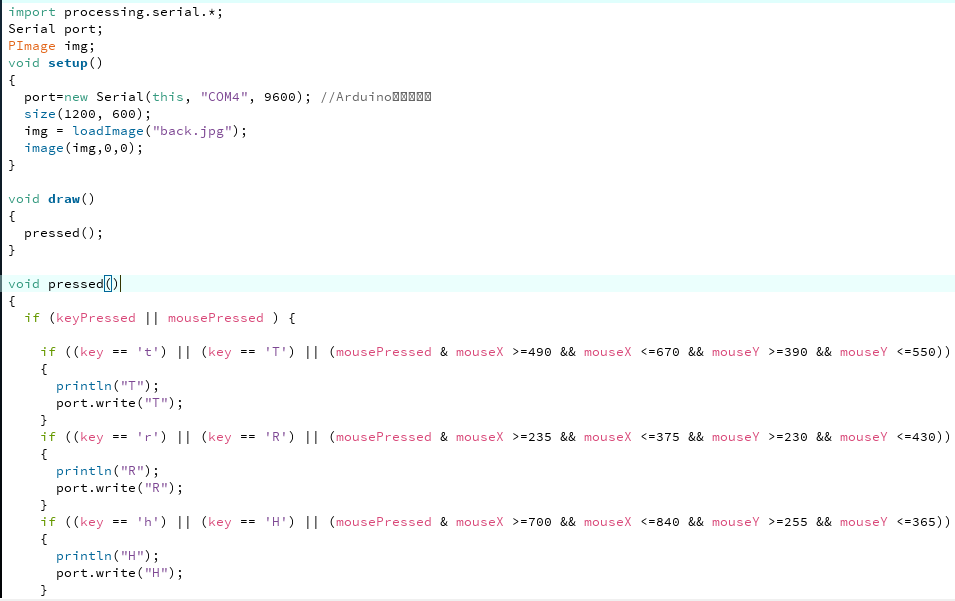 import processing.serial.*;
Serial port;
PImage img;
void setup()
{
  port=new Serial(this, "COM4", 9600); //Arduino
  size(1200, 600);
  img = loadImage("back.jpg");
  image(img,0,0);
}

void draw()
{
  pressed();
}

void pressed()
{
  if (keyPressed || mousePressed ) {

    if ((key == 't') || (key == 'T') || (mousePressed & mouseX >=490 && mouseX <=670 && mouseY >=390 && mouseY <=550))
    {
      println("T");
      port.write("T");
    }
    if ((key == 'r') || (key == 'R') || (mousePressed & mouseX >=235 && mouseX <=375 && mouseY >=230 && mouseY <=430))
    {
      println("R");
      port.write("R");
    }
    if ((key == 'h') || (key == 'H') || (mousePressed & mouseX >=700 && mouseX <=840 && mouseY >=255 && mouseY <=365))
    {
      println("H");
      port.write("H");
    }